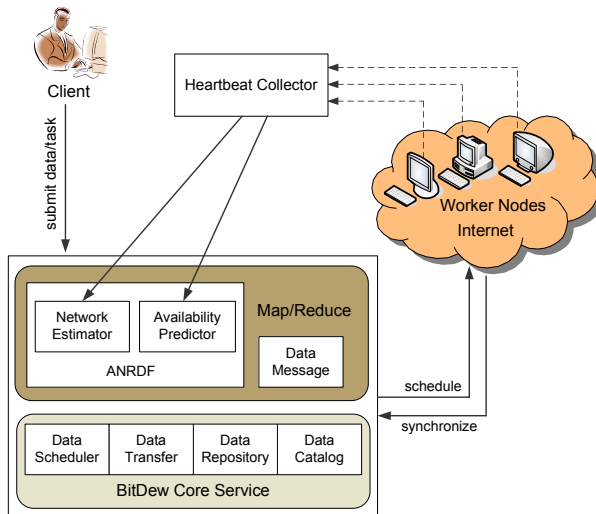 Client
Heartbeat Collector
submit data/task
Worker Nodes
Internet
Network
Estimator
Availability
Predictor
ANRDF
Map/Reduce
Data
Message
schedule
synchronize
Data
Scheduler
Data
Transfer
Data
Repository
Data
Catalog
BitDew Core Service